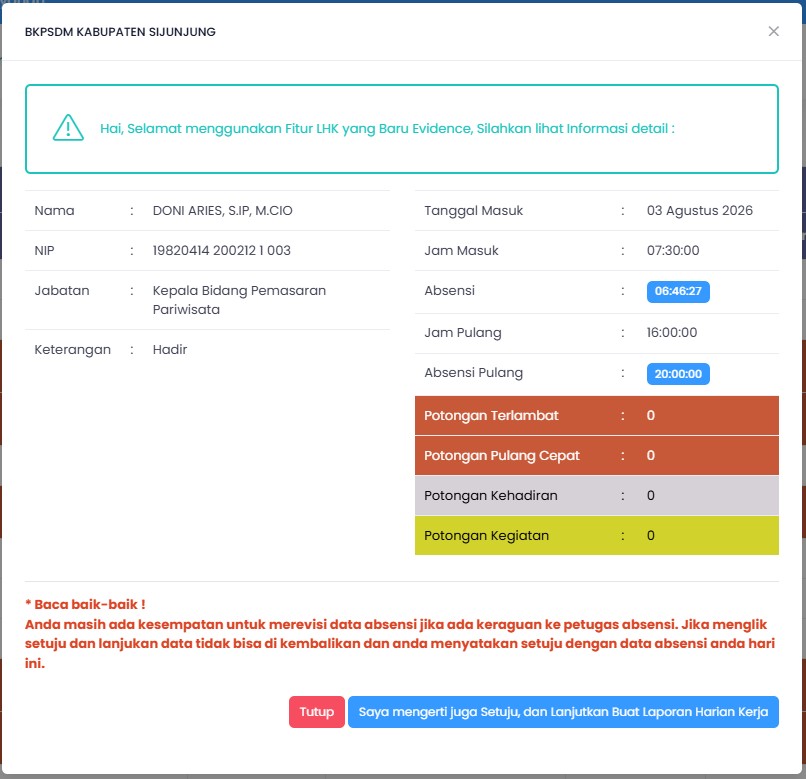 BKPSDM KABUPATEN SIJUNJUNG
Hai, Selamat menggunakan Fitur LHK yang Baru Evidence, Silahkan lihat Informasi detail :
Nama : DONI ARIES, S.IP, M.CIO
NIP : 19820414 200212 1 003
Jabatan : Kepala Bidang Pemasaran
Pariwisata
Keterangan : Hadir
Tanggal Masuk : 03 Agustus 2026
Jam Masuk : 07:30:00
Absensi : 06:46:27
Jam Pulang : 16:00:00
Absensi Pulang : 20:00:00
Potongan Terlambat : 0
Potongan Pulang Cepat : 0
Potongan Kehadiran : 0
Potongan Kegiatan : 0
* Baca baik-baik !
Anda masih ada kesempatan untuk merevisi data absensi jika ada keraguan ke petugas absensi. Jika menglik
setuju dan lanjukan data tidak bisa di kembalikan dan anda menyatakan setuju dengan data absensi anda hari
ini.
Tutup
Saya mengerti juga Setuju, dan Lanjutkan Buat Laporan Harian Kerja